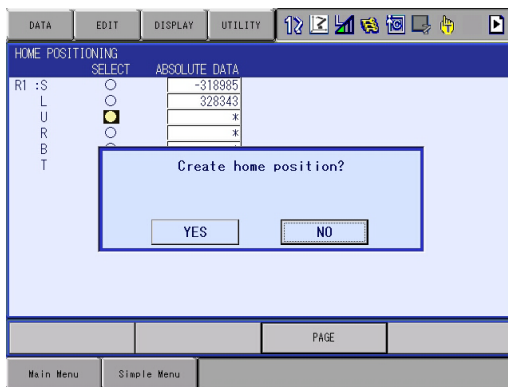 DATA EDIT DISPLAY UTILITY
HOME POSITIONING
SELECT ABSOLUTE DATA
R1 :S -318985
L 328343
U *
R *
B
T
Create home position?
YES NO
PAGE
Main Menu Simple Menu